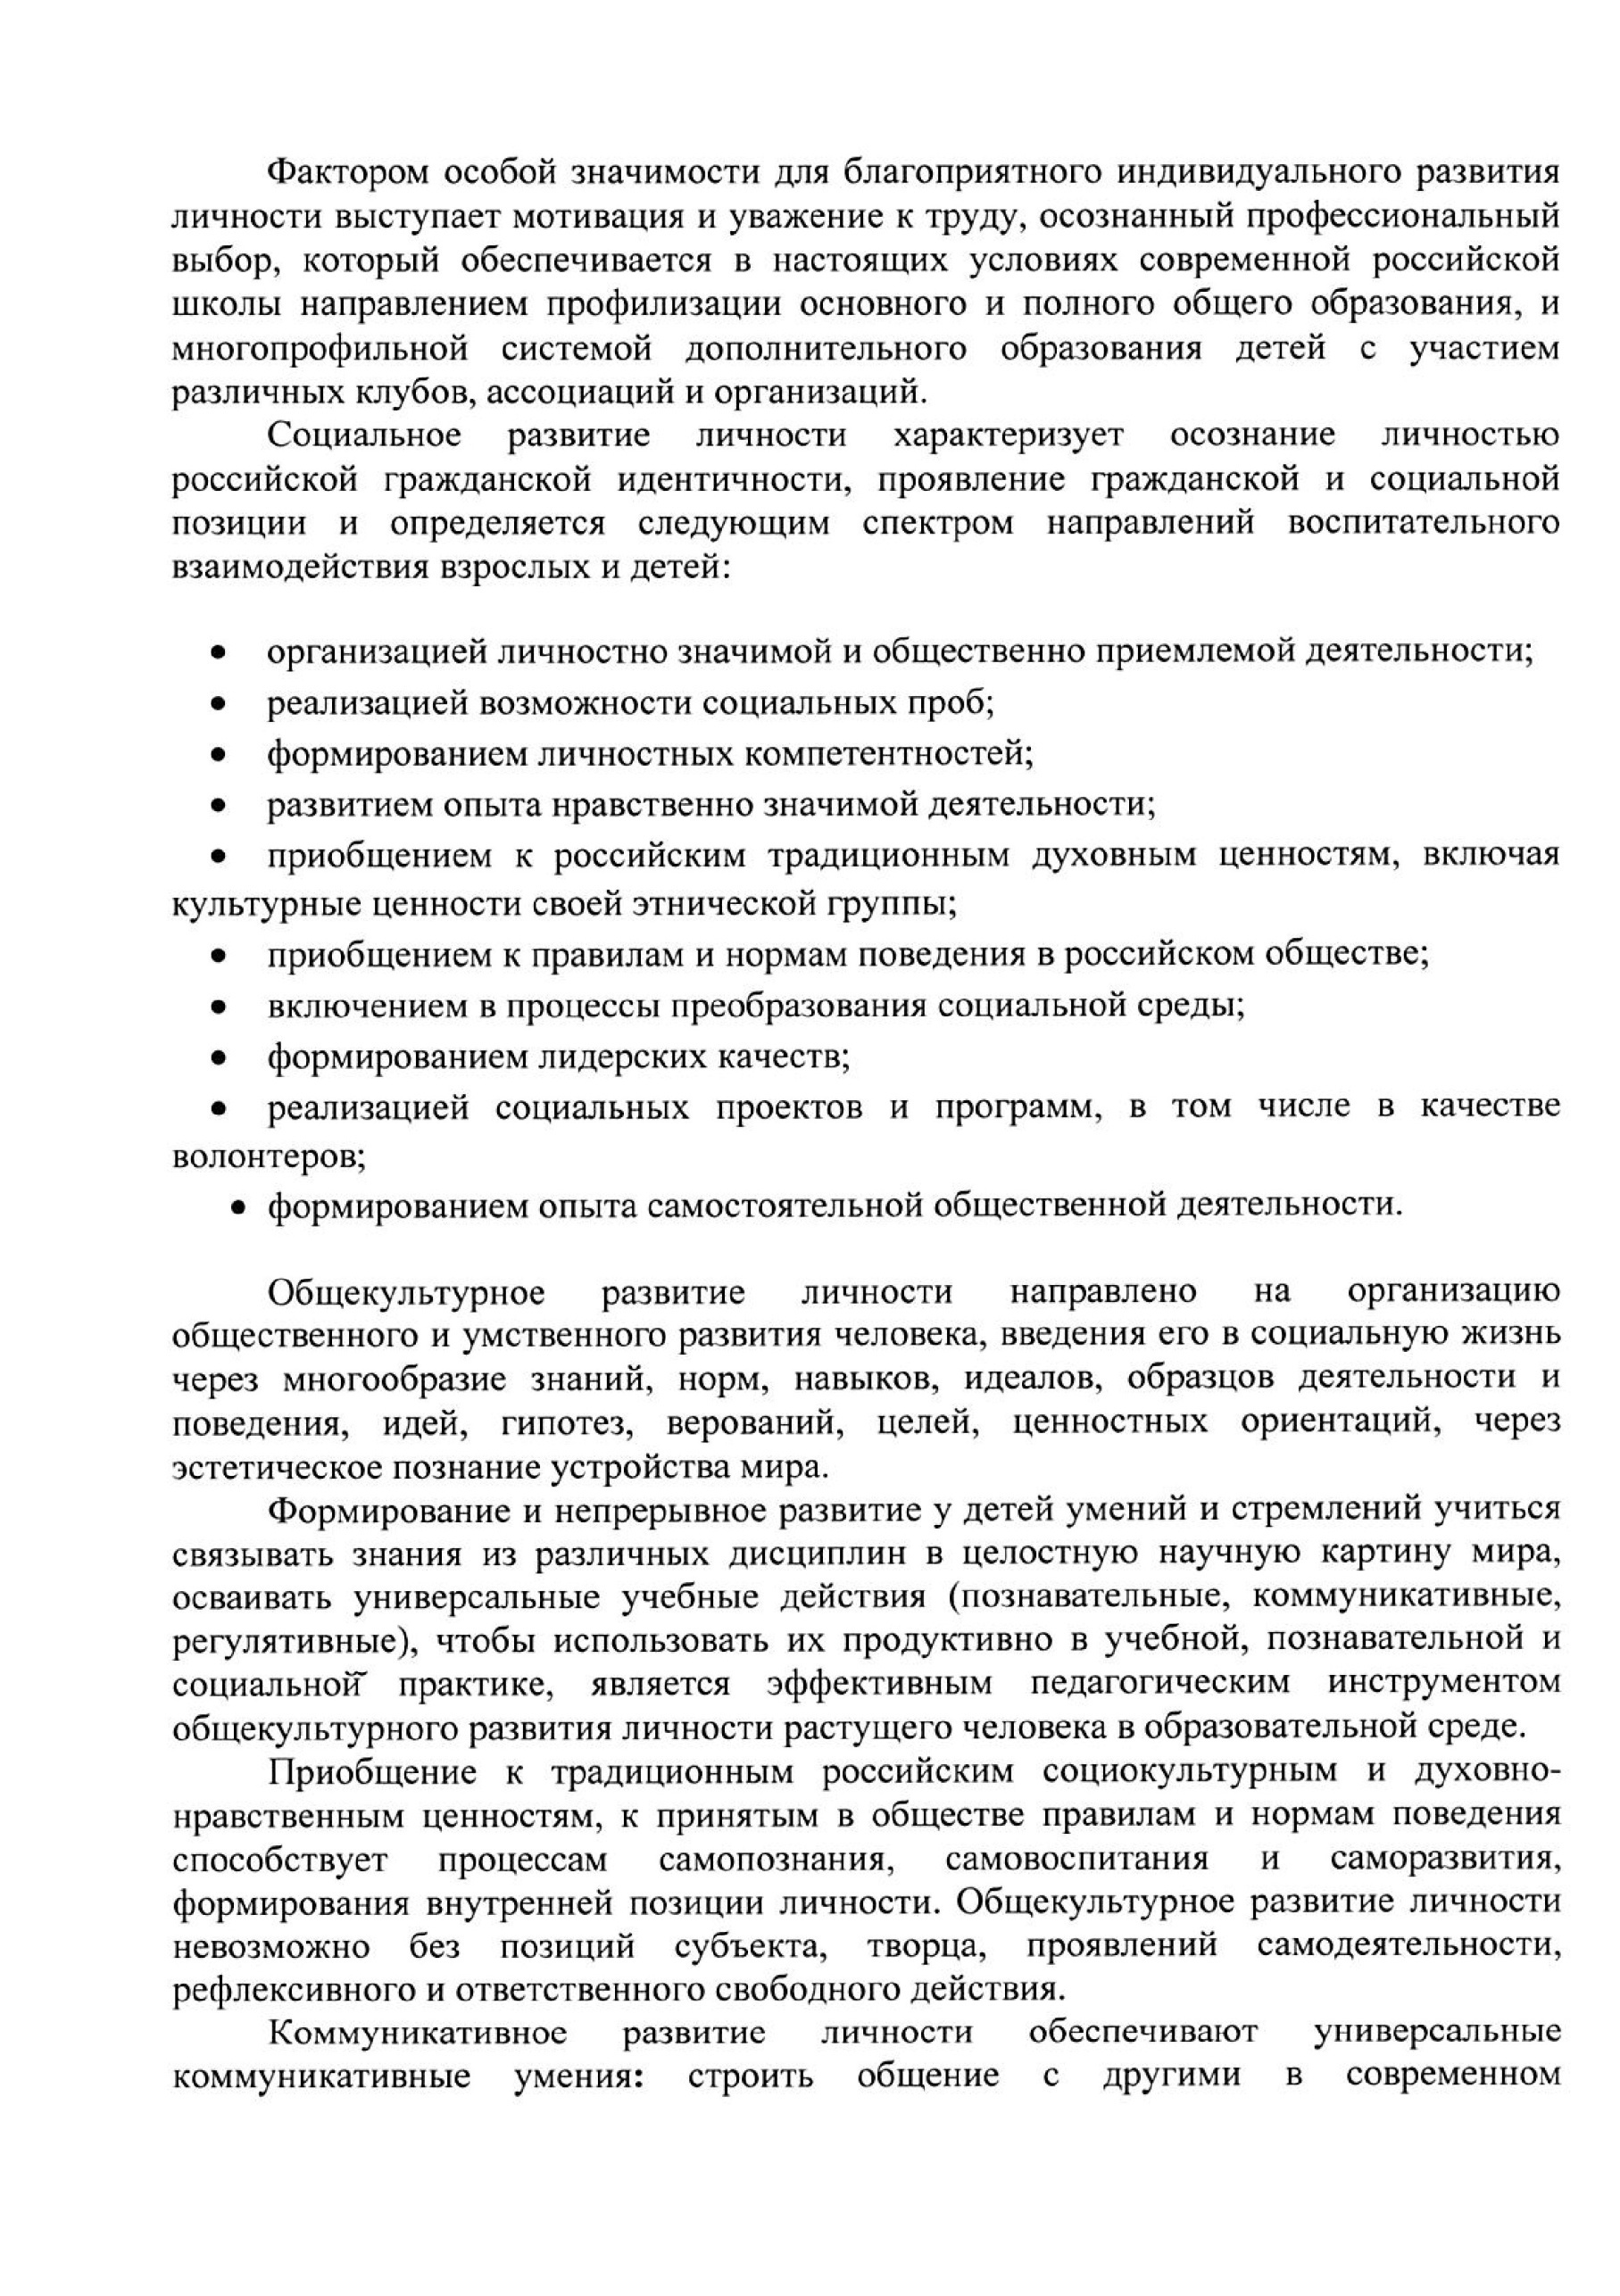 Фактором особой значимости для благоприятного индивидуального развития
личности выступает мотивация и уважение к труду, осознанный профессиональный
выбор, который обеспечивается в настоящих условиях современной российской
школы направлением профилизации основного и полного общего образования, и
многопрофильной системой дополнительного образования детей с участием
различных клубов, ассоциаций и организаций.
Социальное развитие личности характеризует осознание личностью
российской гражданской идентичности, проявление гражданской и социальной
позиции и определяется следующим спектром направлений воспитательного
взаимодействия взрослых и детей:
• организацией личностно значимой и общественно приемлемой деятельности;
• реализацией возможности социальных проб;
• формированием личностных компетентностей;
• развитием опыта нравственно значимой деятельности;
• приобщением к российским традиционным духовным ценностям, включая
культурные ценности своей этнической группы;
• приобщением к правилам и нормам поведения в российском обществе;
• включением в процессы преобразования социальной среды;
• формированием лидерских качеств;
• реализацией социальных проектов и программ, в том числе в качестве
волонтеров;
• формированием опыта самостоятельной общественной деятельности.
Общекультурное развитие личности направлено на организацию
общественного и умственного развития человека, введения его в социальную жизнь
через многообразие знаний, норм, навыков, идеалов, образцов деятельности и
поведения, идей, гипотез, верований, целей, ценностных ориентаций, через
эстетическое познание устройства мира.
Формирование и непрерывное развитие у детей умений и стремлений учиться
связывать знания из различных дисциплин в целостную научную картину мира,
осваивать универсальные учебные действия (познавательные, коммуникативные,
регулятивные), чтобы использовать их продуктивно в учебной, познавательной и
социальной практике, является эффективным педагогическим инструментом
общекультурного развития личности растущего человека в образовательной среде.
Приобщение к традиционным российским социокультурным и духовно-
нравственным ценностям, к принятым в обществе правилам и нормам поведения
способствует процессам самопознания, самовоспитания и саморазвития,
формирования внутренней позиции личности. Общекультурное развитие личности
невозможно без позиций субъекта, творца, проявлений самодеятельности,
рефлексивного и ответственного свободного действия.
Коммуникативное развитие личности обеспечивают универсальные
коммуникативные умения: строить общение с другими в современном